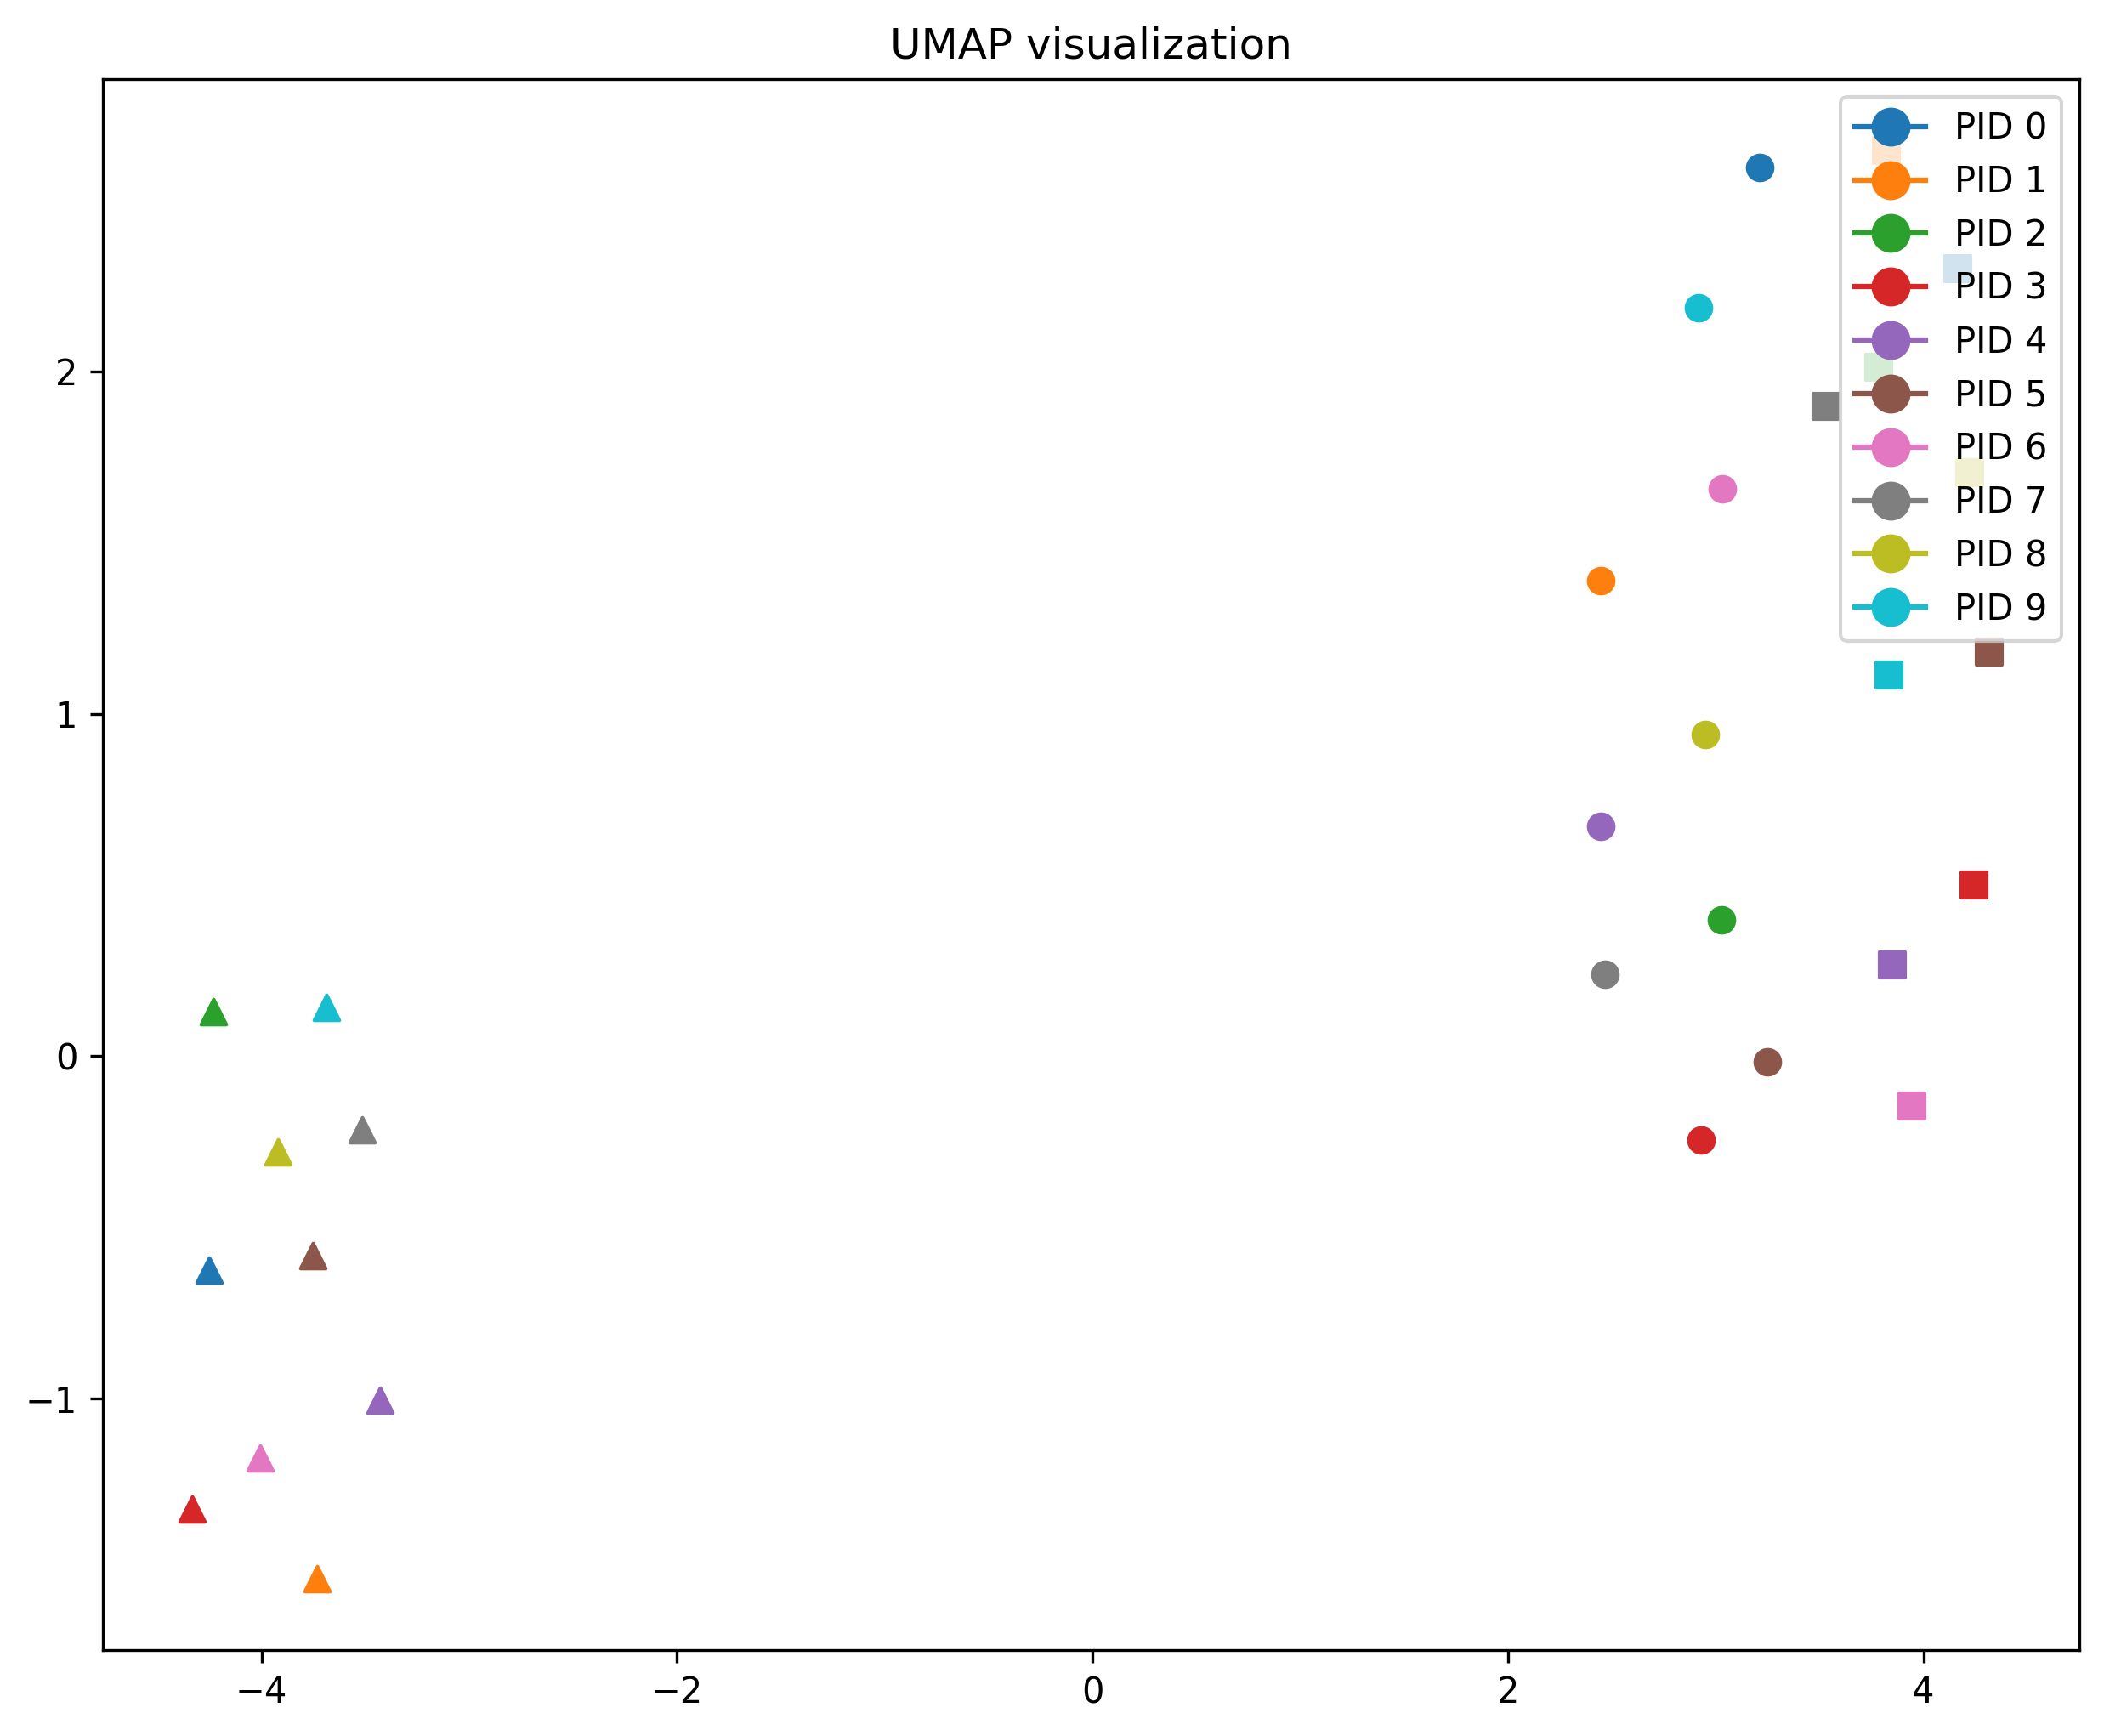 UMAP visualization
PID 0
PID 1
PID 2
PID 3
PID 4
PID 5
PID 6
PID 7
PID 8
PID 9
2
1
0
−1
−4
−2
0
2
4